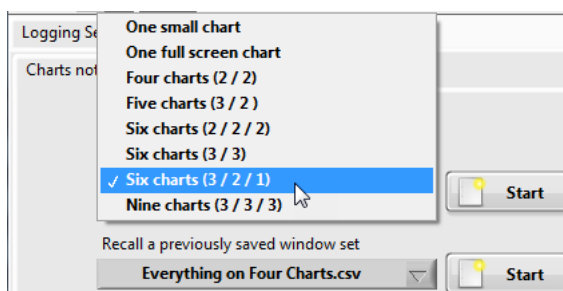 One small chart
Logging Se
One full screen chart
Charts not
Four charts (2 / 2)
Five charts (3 / 2 )
Six charts (2 / 2 / 2)
Six charts (3 / 3)
✓ Six charts (3 / 2 / 1)
Start
Nine charts (3 / 3 / 3)
Recall a previously saved window set
Everything on Four Charts.csv
Start